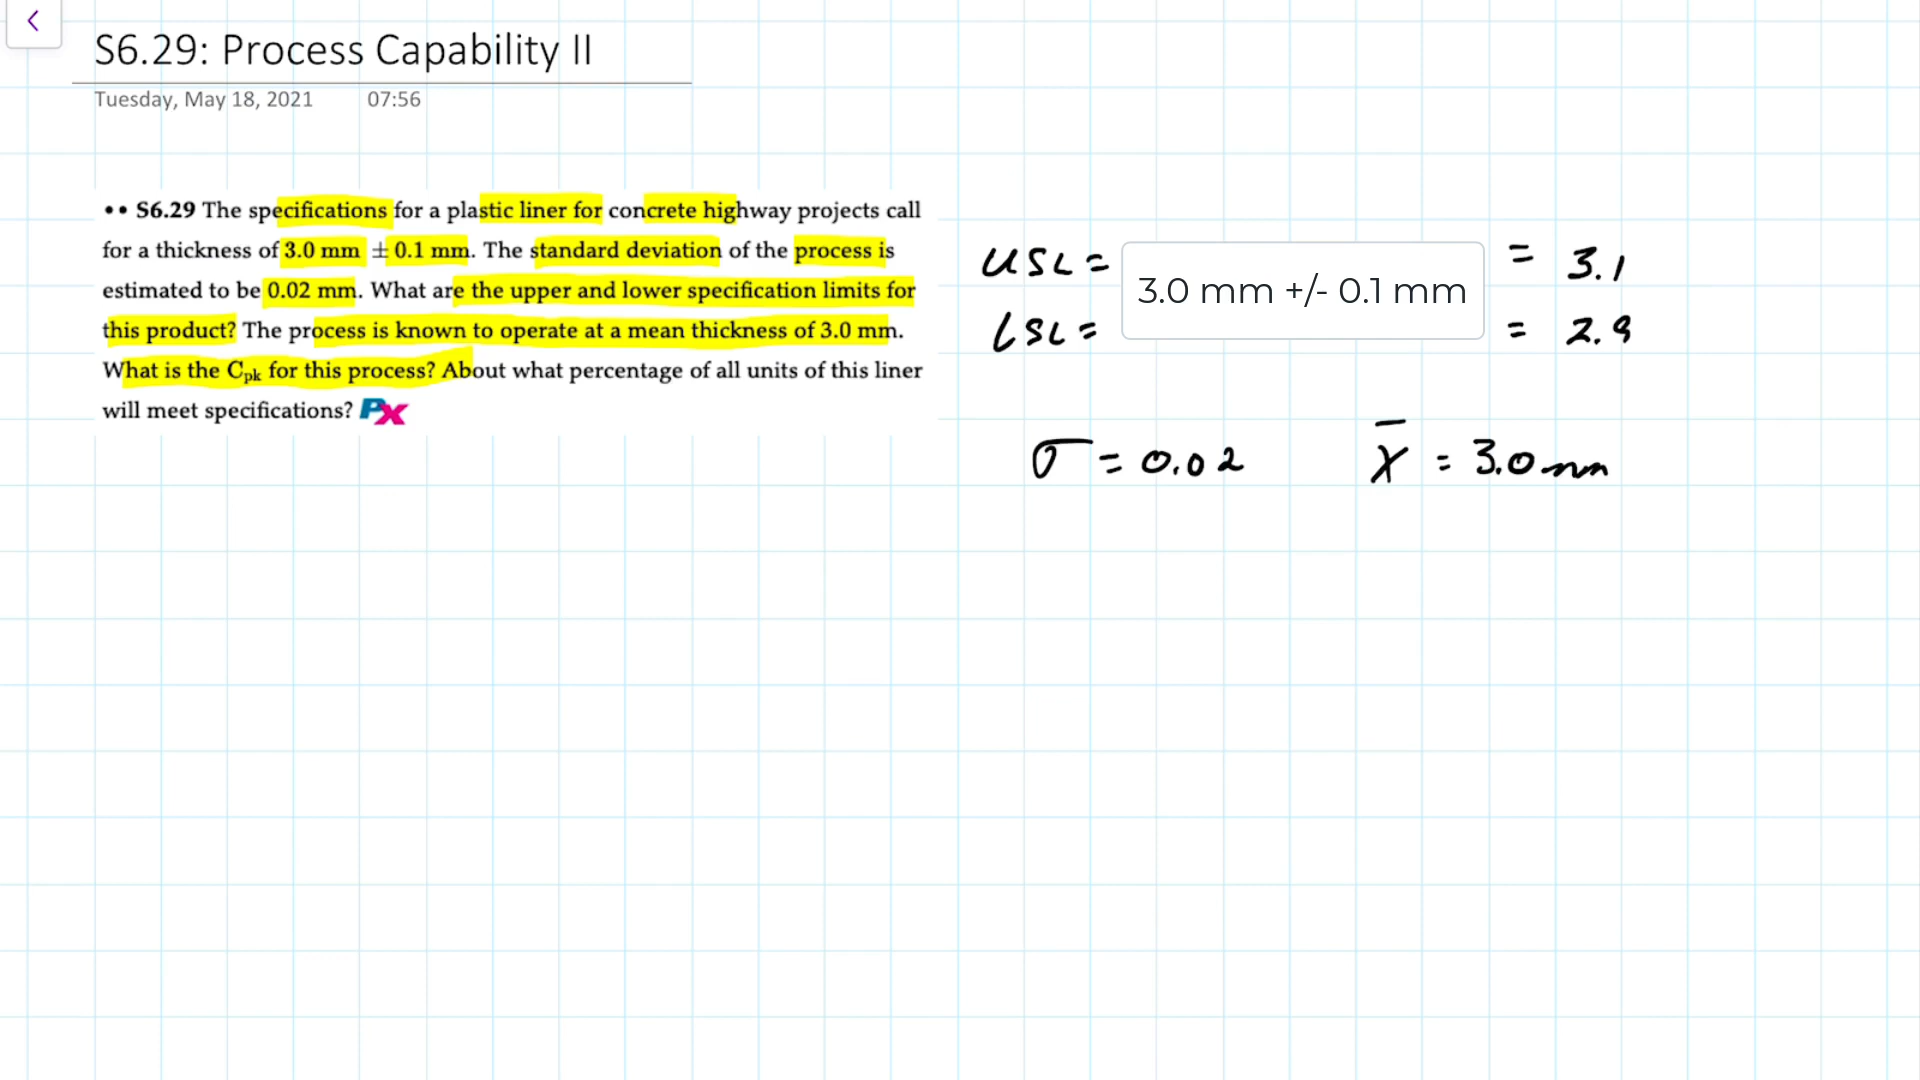 S6.29: Process Capability II
Tuesday, May 18, 2021 07:56
•• S6.29 The specifications for a plastic liner for concrete highway projects call
for a thickness of 3.0 mm ± 0.1 mm. The standard deviation of the process is
estimated to be 0.02 mm. What are the upper and lower specification limits for
this product? The process is known to operate at a mean thickness of 3.0 mm.
What is the Cpk for this process? About what percentage of all units of this liner
will meet specifications? PX
USL = 3.0 mm +/- 0.1 mm = 3.1
LSL = = 2.9
σ = 0.02 X̄ = 3.0 mm